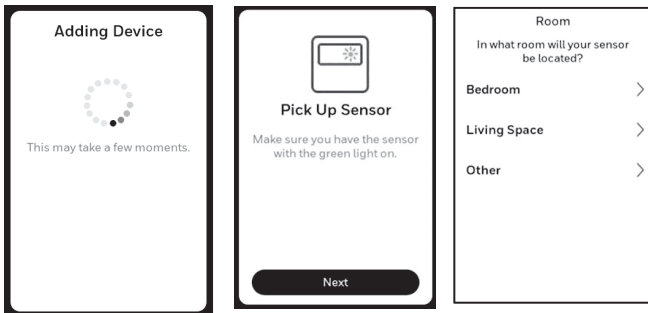 Adding Device
This may take a few moments.
Pick Up Sensor
Make sure you have the sensor
with the green light on.
Next
Room
In what room will your sensor
be located?
Bedroom
Living Space
Other